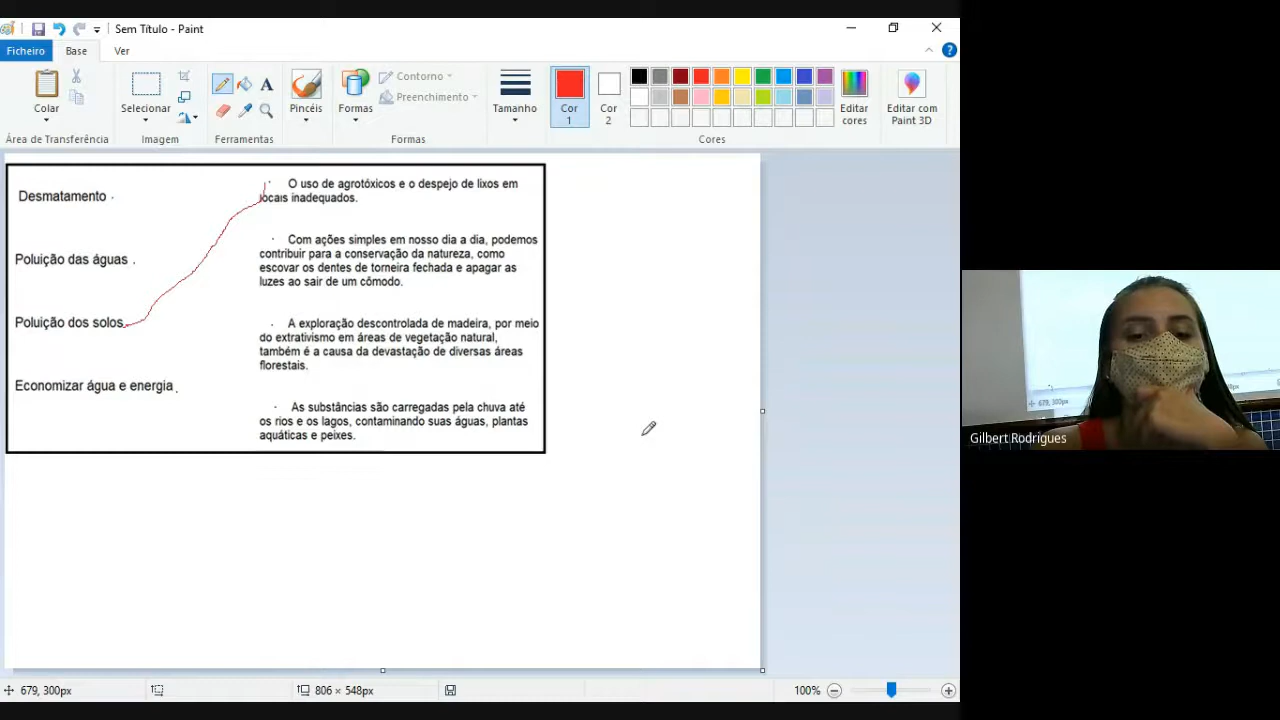 Sem Título - Paint
Ficheiro
Base
Ver
Colar
Selecionar
Pincéis
Formas
Contorno
Preenchimento
Tamanho
Cor
1
Cor
2
Editar
cores
Editar com
Paint 3D
Área de Transferência
Imagem
Ferramentas
Formas
Cores
Desmatamento
Poluição das águas
Poluição dos solos
Economizar água e energia
O uso de agrotóxicos e o despejo de lixos em
locais inadequados.
Com ações simples em nosso dia a dia, podemos
contribuir para a conservação da natureza, como
escovar os dentes de torneira fechada e apagar as
luzes ao sair de um cômodo.
A exploração descontrolada de madeira, por meio
do extrativismo em áreas de vegetação natural,
também é a causa da devastação de diversas áreas
florestais.
As substâncias são carregadas pela chuva até
os rios e os lagos, contaminando suas águas, plantas
aquáticas e peixes.
679, 300px
806 × 548px
100%
679, 300px
Gilbert Rodrigues